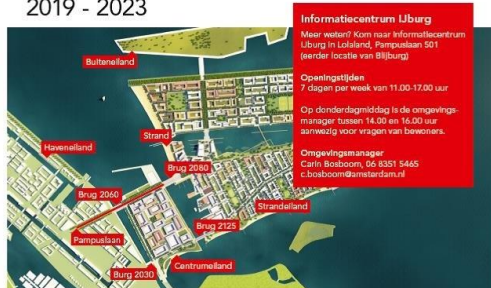 2019 - 2023
Informatiecentrum IJburg
Meer weten? Kom naar Informatiecentrum
IJburg in Lolaland, Pampuslaan 501
(eerder locatie van Blijburg)
Openingstijden
7 dagen per week van 11.00-17.00 uur
Op donderdagmiddag is de omgevings-
manager tussen 14.00 en 16.00 uur
aanwezig voor vragen van bewoners.
Omgevingsmanager
Carin Bosboom, 06 8351 5465
c.bosboom@amsterdam.nl
Buiteneiland
Strand
Haveneiland
Brug 2080
Brug 2060
Strandeiland
Brug 2125
Pampuslaan
Centrumeiland
Burg 2030